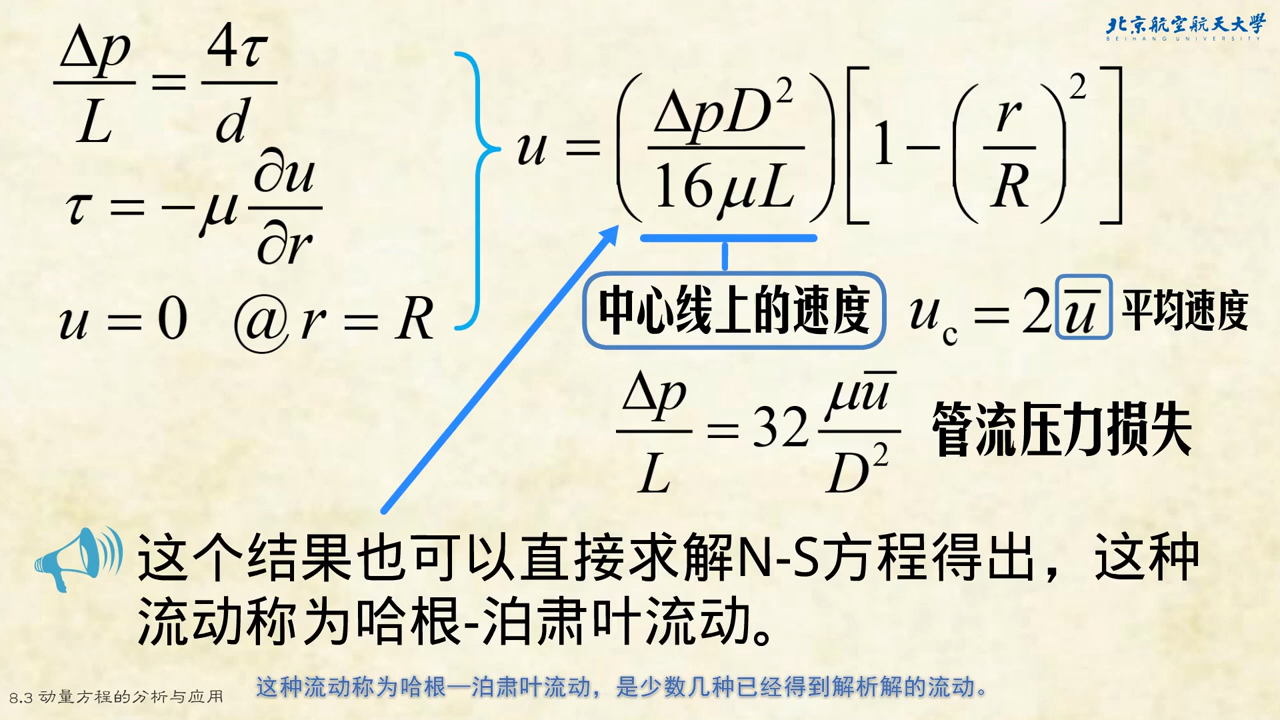 北京航空航天大學
BEIHANG UNIVERSITY
Δp/L = 4τ/d
τ = −μ ∂u/∂r
u = 0 @ r = R
u = (ΔpD²/16μL)[1−(r/R)²]
中心线上的速度
u_c = 2ū 平均速度
Δp/L = 32 μū/D² 管流压力损失
这个结果也可以直接求解N-S方程得出，这种
流动称为哈根-泊肃叶流动。
8.3 动量方程的分析与应用
这种流动称为哈根—泊肃叶流动，是少数几种已经得到解析解的流动。